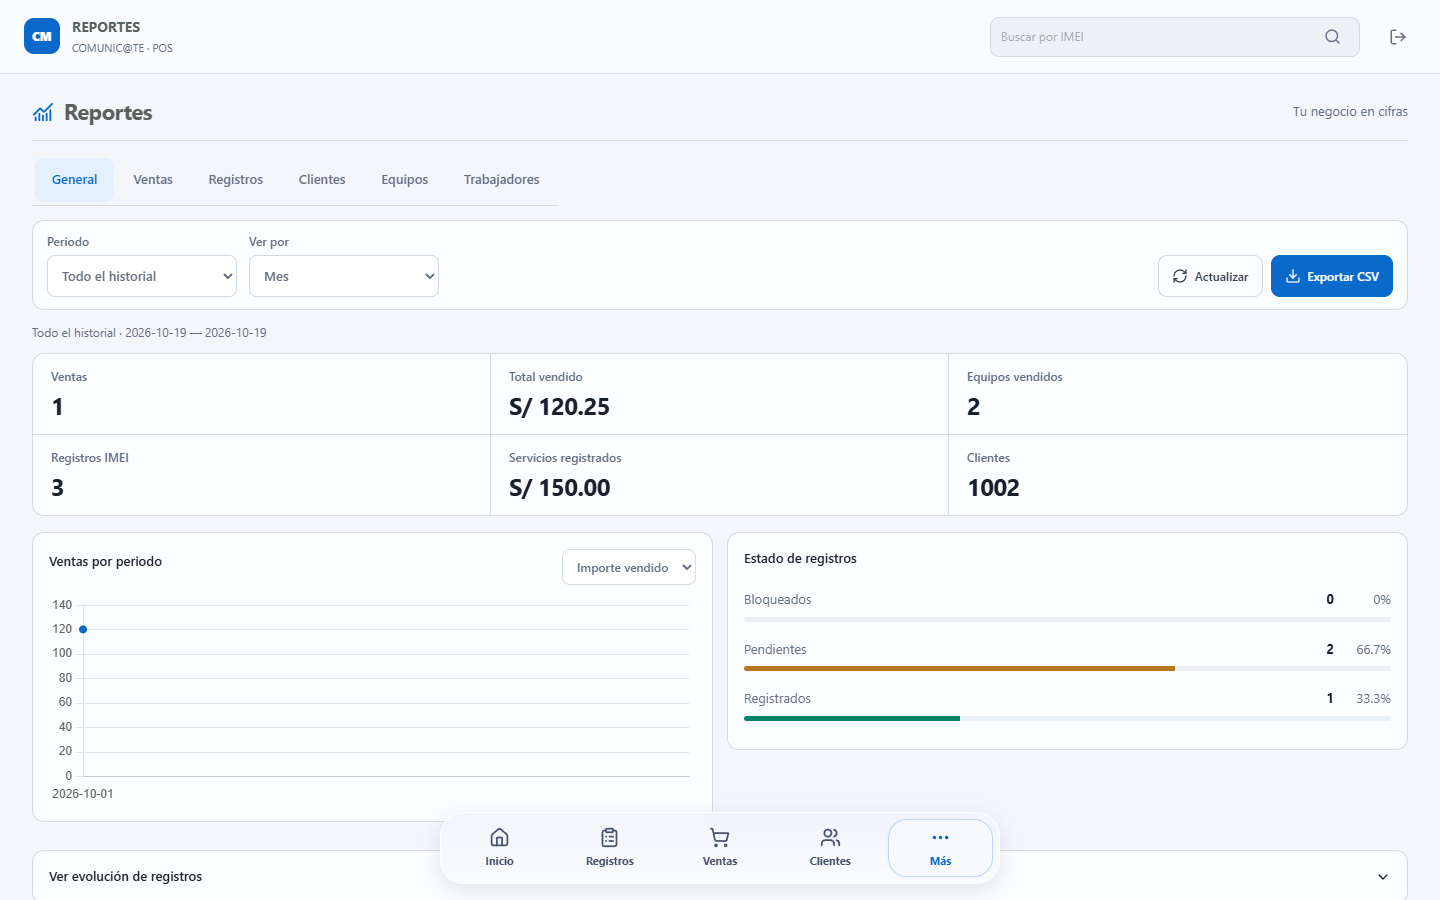 CM
REPORTES
COMUNIC@TE · POS
Buscar por IMEI
Reportes
Tu negocio en cifras
General
Ventas
Registros
Clientes
Equipos
Trabajadores
Periodo
Ver por
Todo el historial
Mes
Actualizar
Exportar CSV
Todo el historial · 2026-10-19 — 2026-10-19
Ventas
1
Total vendido
S/ 120.25
Equipos vendidos
2
Registros IMEI
3
Servicios registrados
S/ 150.00
Clientes
1002
Ventas por periodo
Importe vendido
140
120
100
80
60
40
20
0
2026-10-01
Estado de registros
Bloqueados 0 0%
Pendientes 2 66.7%
Registrados 1 33.3%
Ver evolución de registros
Inicio
Registros
Ventas
Clientes
Más